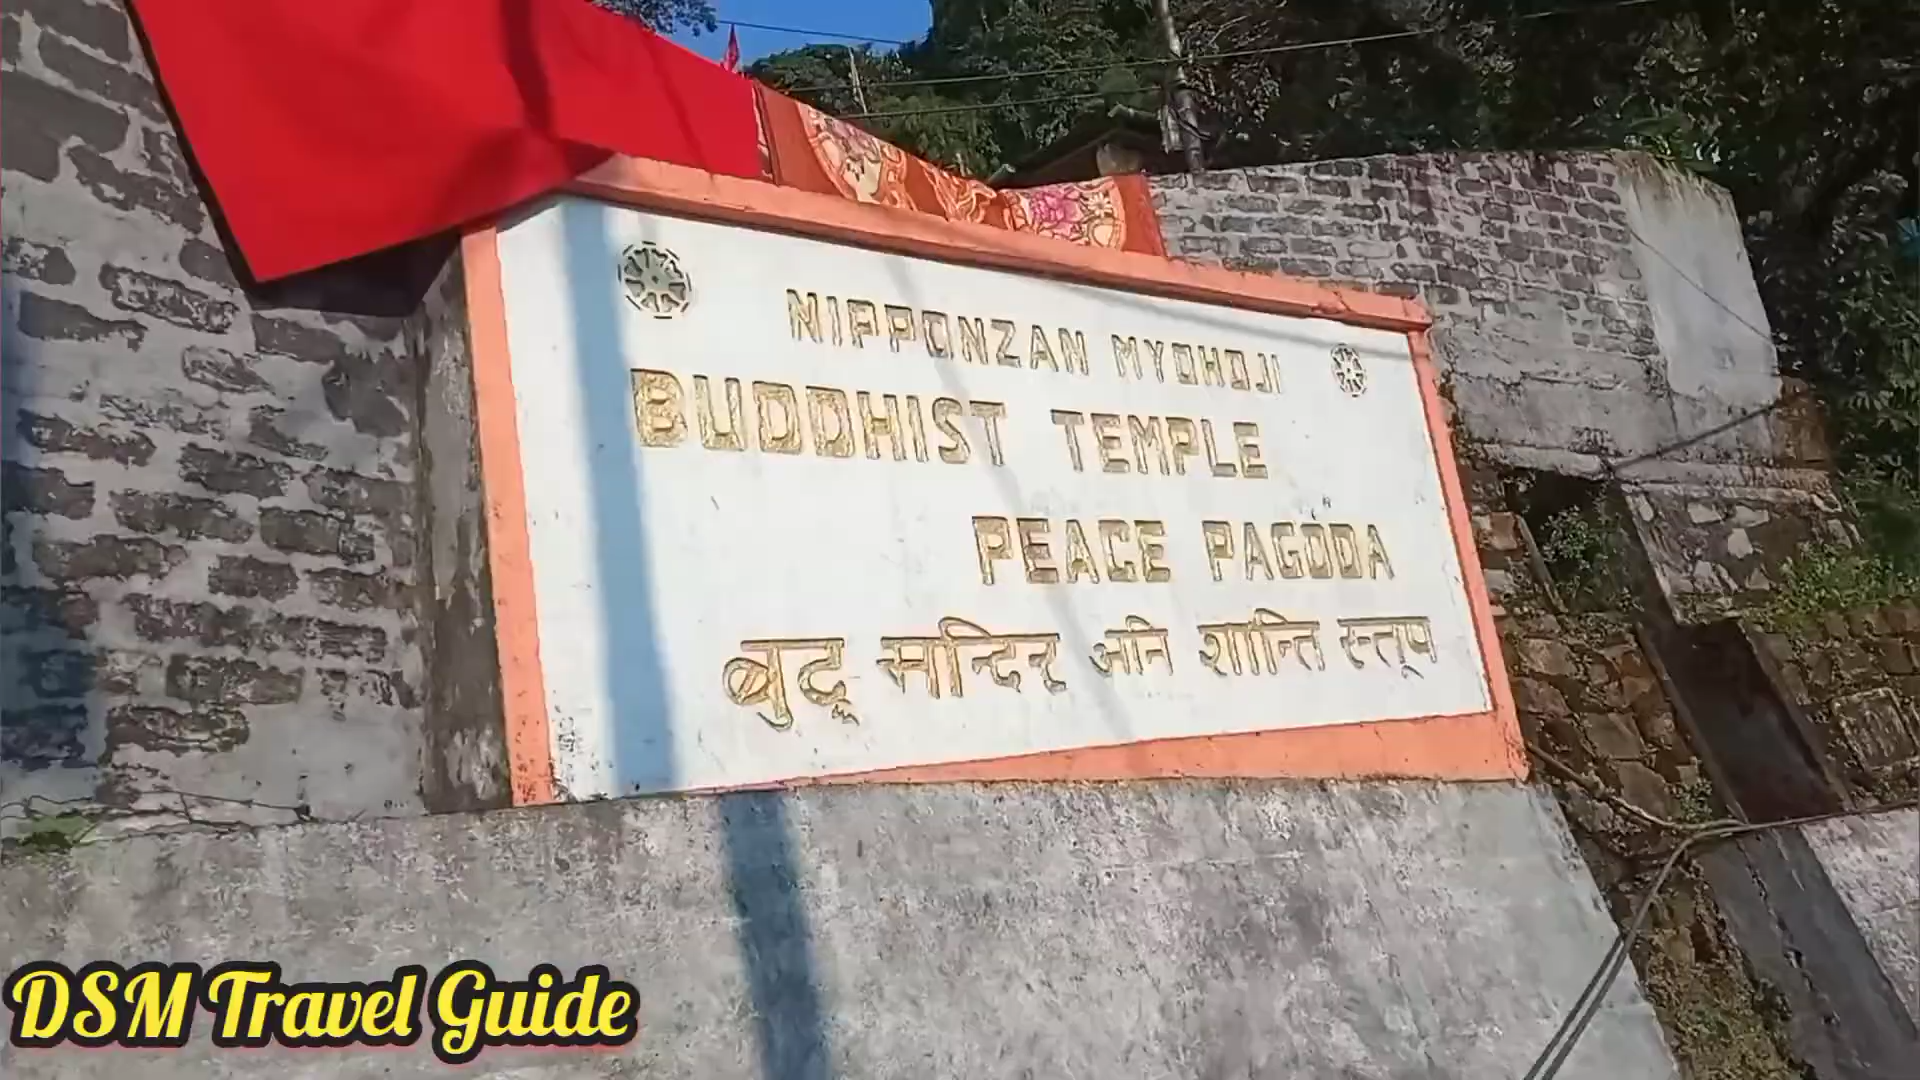 NIPPONZAN MYOHOJI
BUDDHIST TEMPLE
PEACE PAGODA
बुद्ध मन्दिर अनि शान्ति स्तूप
DSM Travel Guide